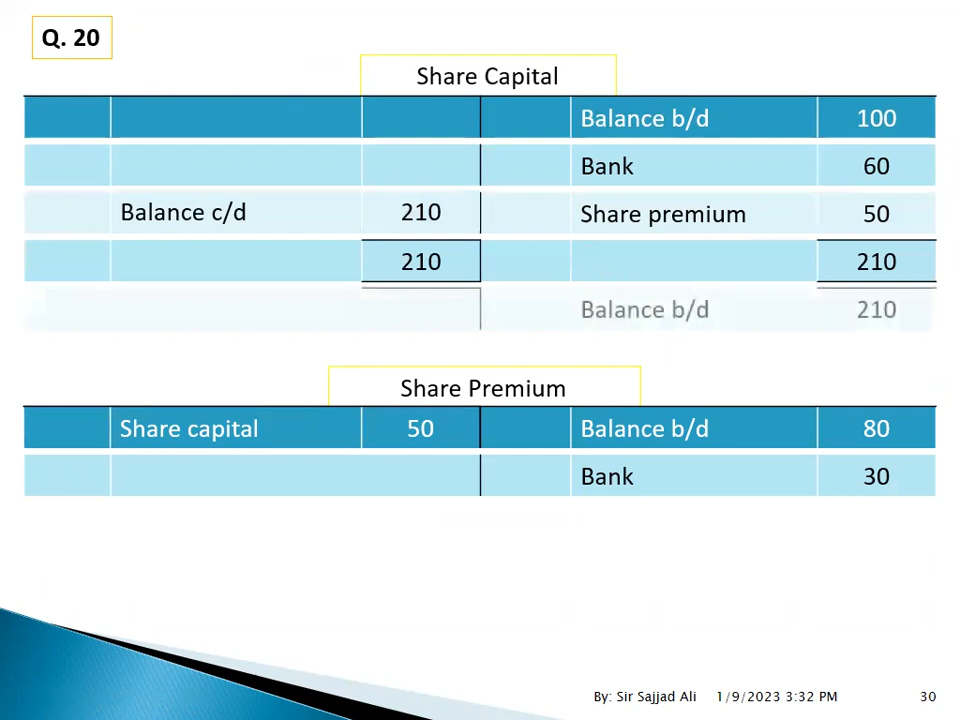 Q. 20
Share Capital
Balance b/d 100
Bank 60
Balance c/d 210 Share premium 50
210 210
Balance b/d 210
Share Premium
Share capital 50 Balance b/d 80
Bank 30
By: Sir Sajjad Ali 1/9/2023 3:32 PM 30